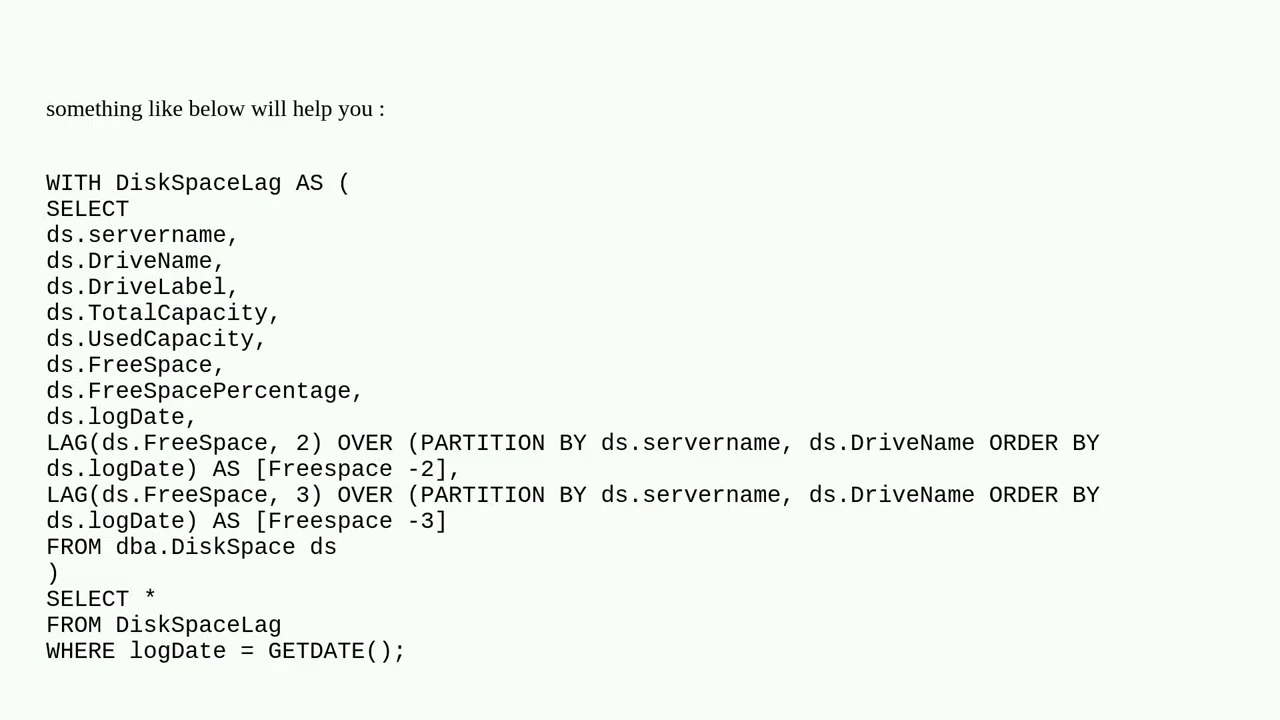 something like below will help you :
WITH DiskSpaceLag AS (
SELECT
ds.servername,
ds.DriveName,
ds.DriveLabel,
ds.TotalCapacity,
ds.UsedCapacity,
ds.FreeSpace,
ds.FreeSpacePercentage,
ds.logDate,
LAG(ds.FreeSpace, 2) OVER (PARTITION BY ds.servername, ds.DriveName ORDER BY
ds.logDate) AS [Freespace -2],
LAG(ds.FreeSpace, 3) OVER (PARTITION BY ds.servername, ds.DriveName ORDER BY
ds.logDate) AS [Freespace -3]
FROM dba.DiskSpace ds
)
SELECT *
FROM DiskSpaceLag
WHERE logDate = GETDATE();